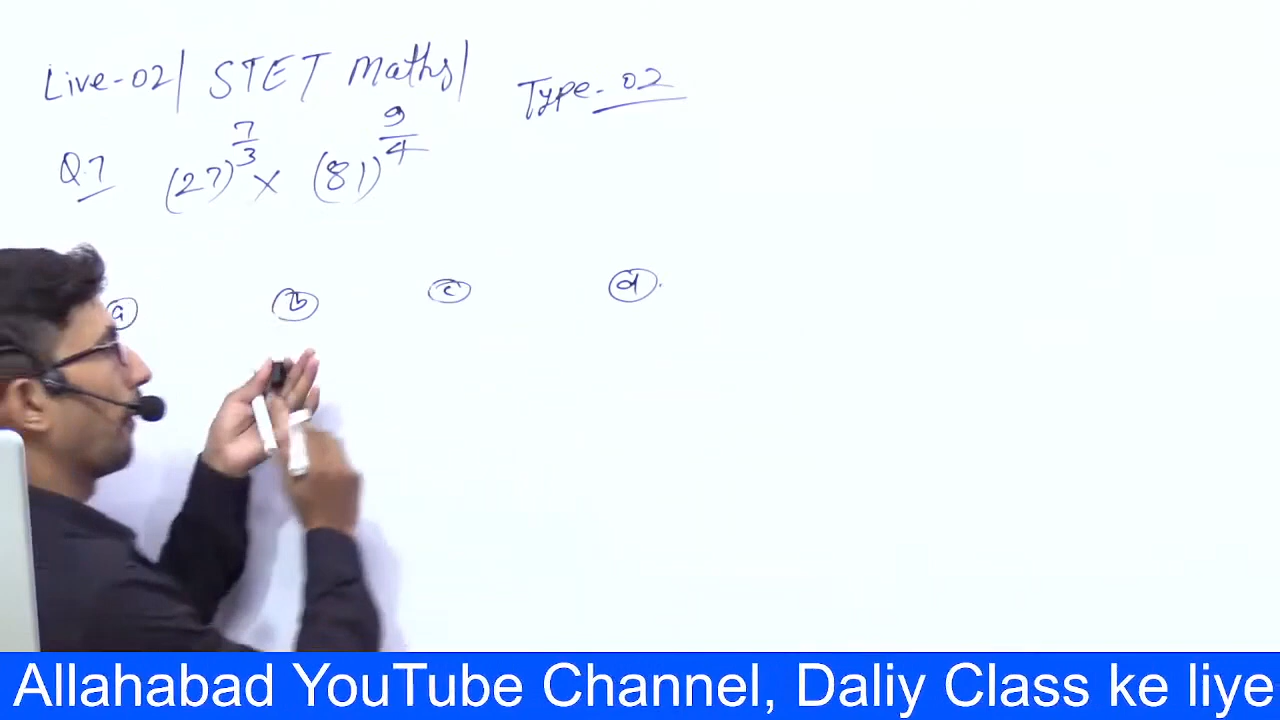 Live-02| STET Maths|
Type-02
Q.7 (27)^{7/3} × (81)^{9/4}
(a) (b) (c) (d).
Allahabad YouTube Channel, Daliy Class ke liye